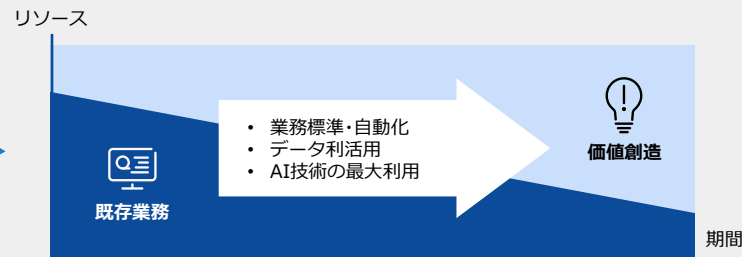 リソース
• 業務標準・自動化
• データ利活用
• AI技術の最大利用
価値創造
既存業務
期間